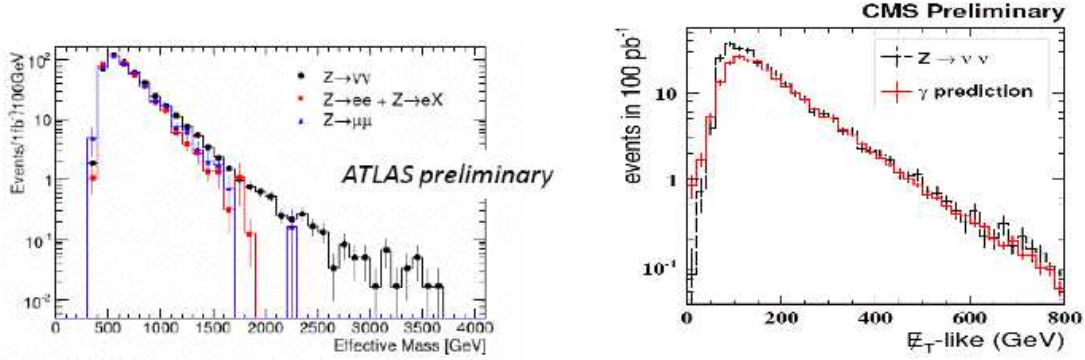 Events/1fb⁻¹/100GeV
10²
10
1
10⁻¹
10⁻²
Z→νν
Z→ee + Z→eX
Z→μμ
ATLAS preliminary
0 500 1000 1500 2000 2500 3000 3500 4000
Effective Mass [GeV]
CMS Preliminary
events in 100 pb⁻¹
10
1
10⁻¹
Z → ν ν
γ prediction
0 200 400 600 800
E̸_T-like (GeV)